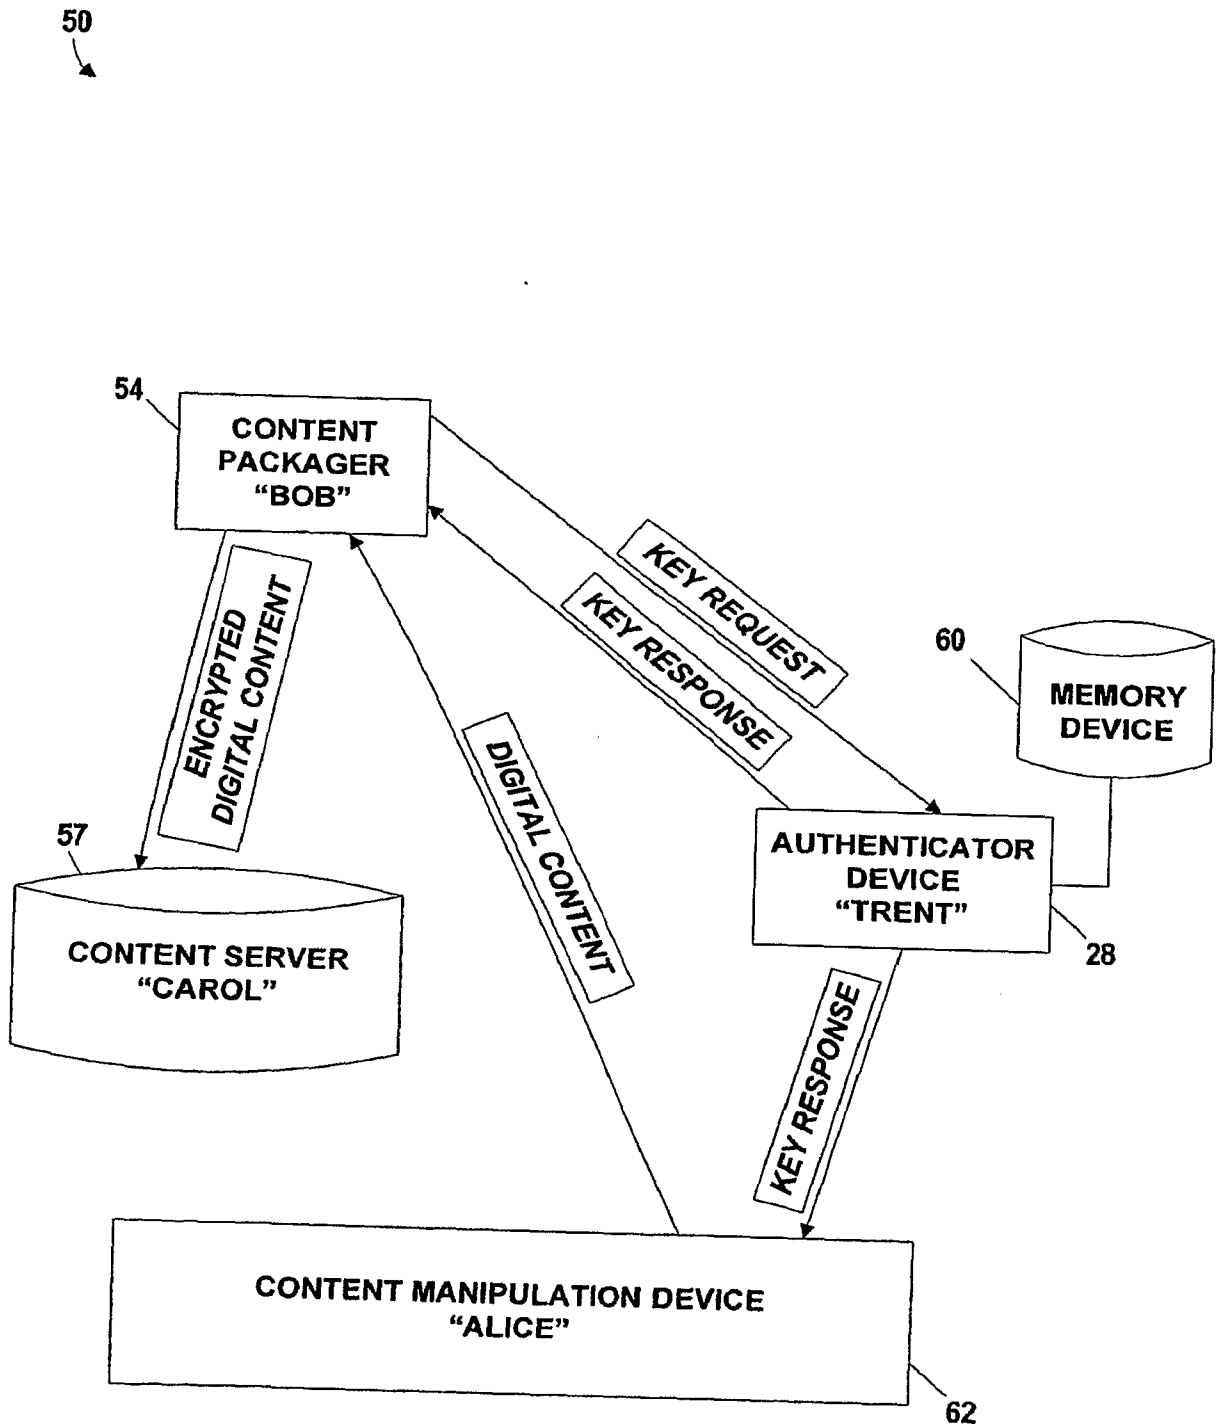 50
54
CONTENT
PACKAGER
“BOB”
KEY REQUEST
KEY RESPONSE
ENCRYPTED
DIGITAL CONTENT
60
MEMORY
DEVICE
DIGITAL CONTENT
57
AUTHENTICATOR
DEVICE
“TRENT”
28
CONTENT SERVER
“CAROL”
KEY RESPONSE
CONTENT MANIPULATION DEVICE
“ALICE”
62